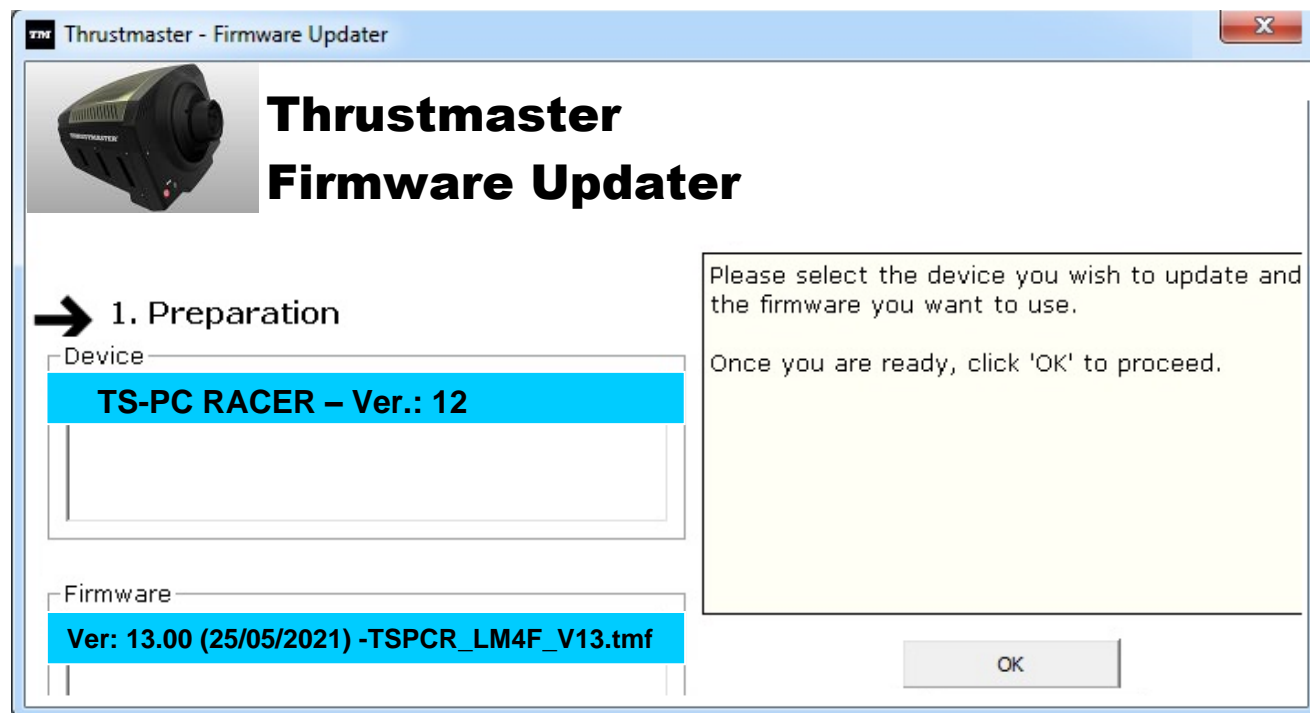 TM Thrustmaster - Firmware Updater
THRUSTMASTER
Thrustmaster
Firmware Updater
1. Preparation
Device
TS-PC RACER – Ver.: 12
Firmware
Ver: 13.00 (25/05/2021) -TSPCR_LM4F_V13.tmf
Please select the device you wish to update and
the firmware you want to use.
Once you are ready, click 'OK' to proceed.
OK